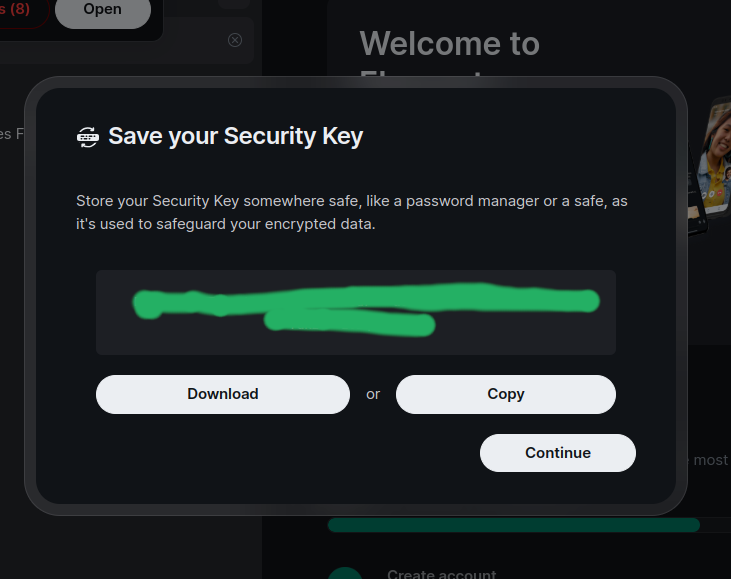 s (8)
Open
Welcome to
es F
Save your Security Key
Store your Security Key somewhere safe, like a password manager or a safe, as
it's used to safeguard your encrypted data.
Download or Copy
Continue
most
Create account